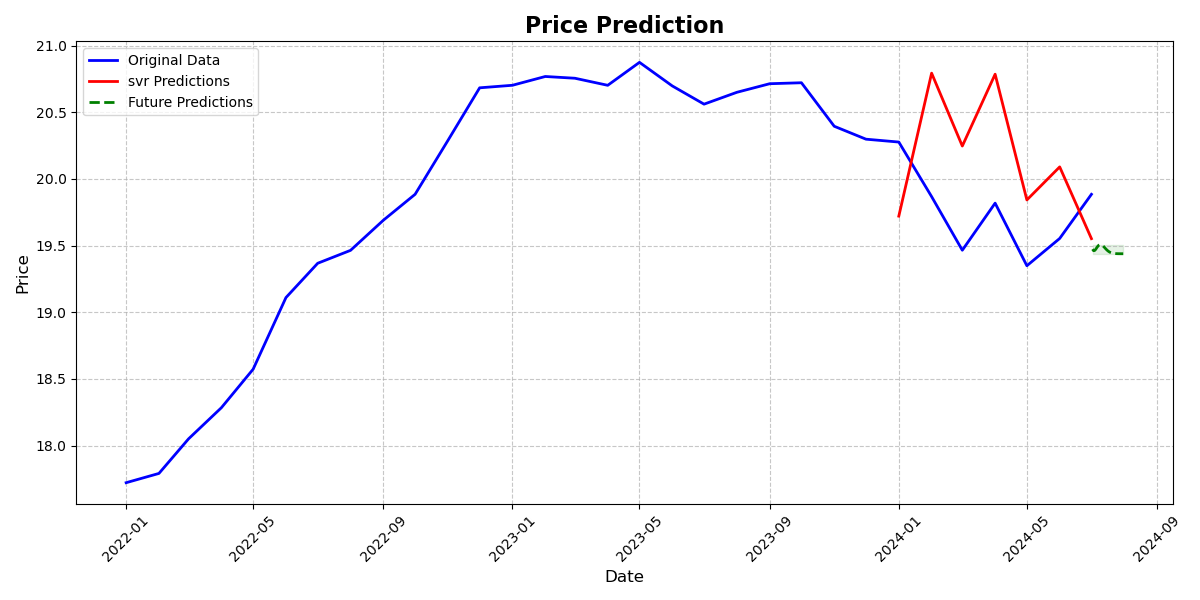 Price Prediction
Original Data
svr Predictions
Future Predictions
Price
21.0
20.5
20.0
19.5
19.0
18.5
18.0
2022-01
2022-05
2022-09
2023-01
2023-05
2023-09
2024-01
2024-05
2024-09
Date